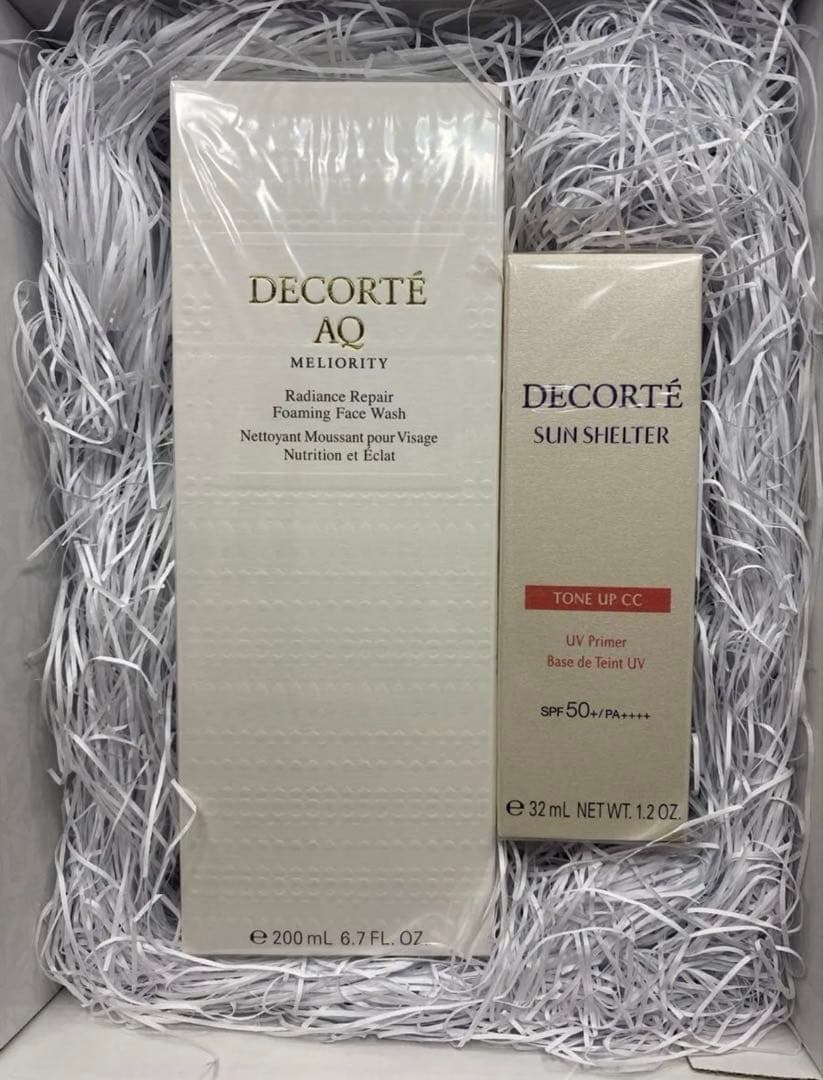 DECORTÉ
AQ
MELIORITY
Radiance Repair
Foaming Face Wash
Nettoyant Moussant pour Visage
Nutrition et Éclat
℮ 200 mL 6.7 FL. OZ.
DECORTÉ
SUN SHELTER
TONE UP CC
UV Primer
Base de Teint UV
SPF 50+/PA++++
℮ 32 mL NET WT. 1.2 OZ.